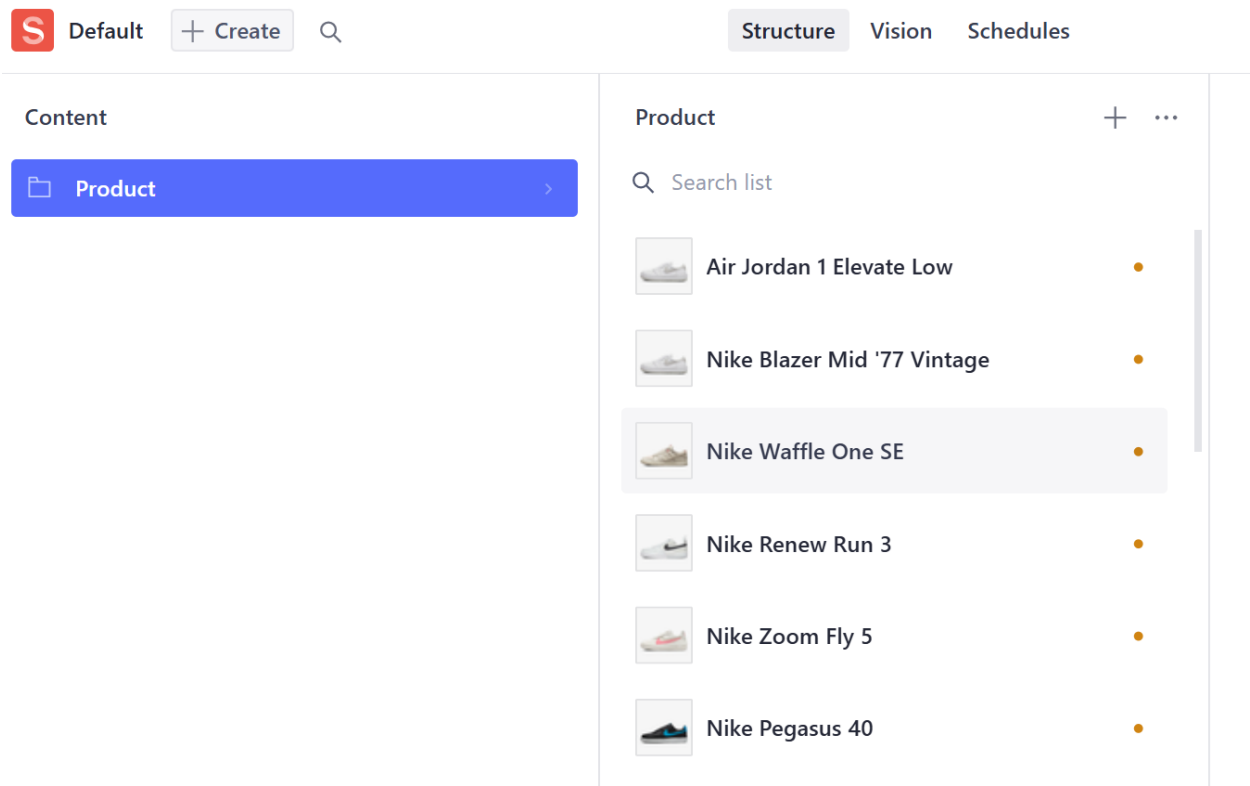 S Default + Create Structure Vision Schedules
Content
Product
Product
Search list
Air Jordan 1 Elevate Low
Nike Blazer Mid '77 Vintage
Nike Waffle One SE
Nike Renew Run 3
Nike Zoom Fly 5
Nike Pegasus 40